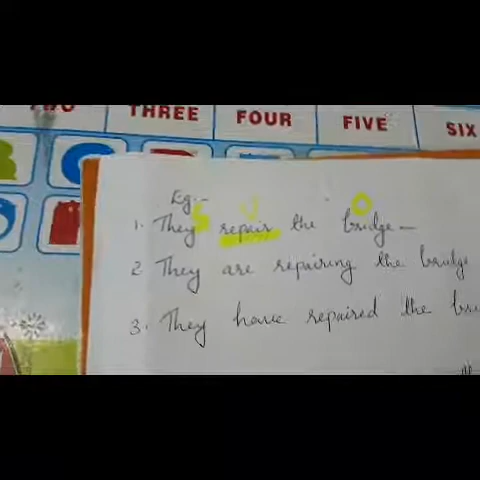 TWO THREE FOUR FIVE SIX
Eg:-
S V O
1. They repair the bridge -
2 They are repairing the bridge
3. They have repaired the